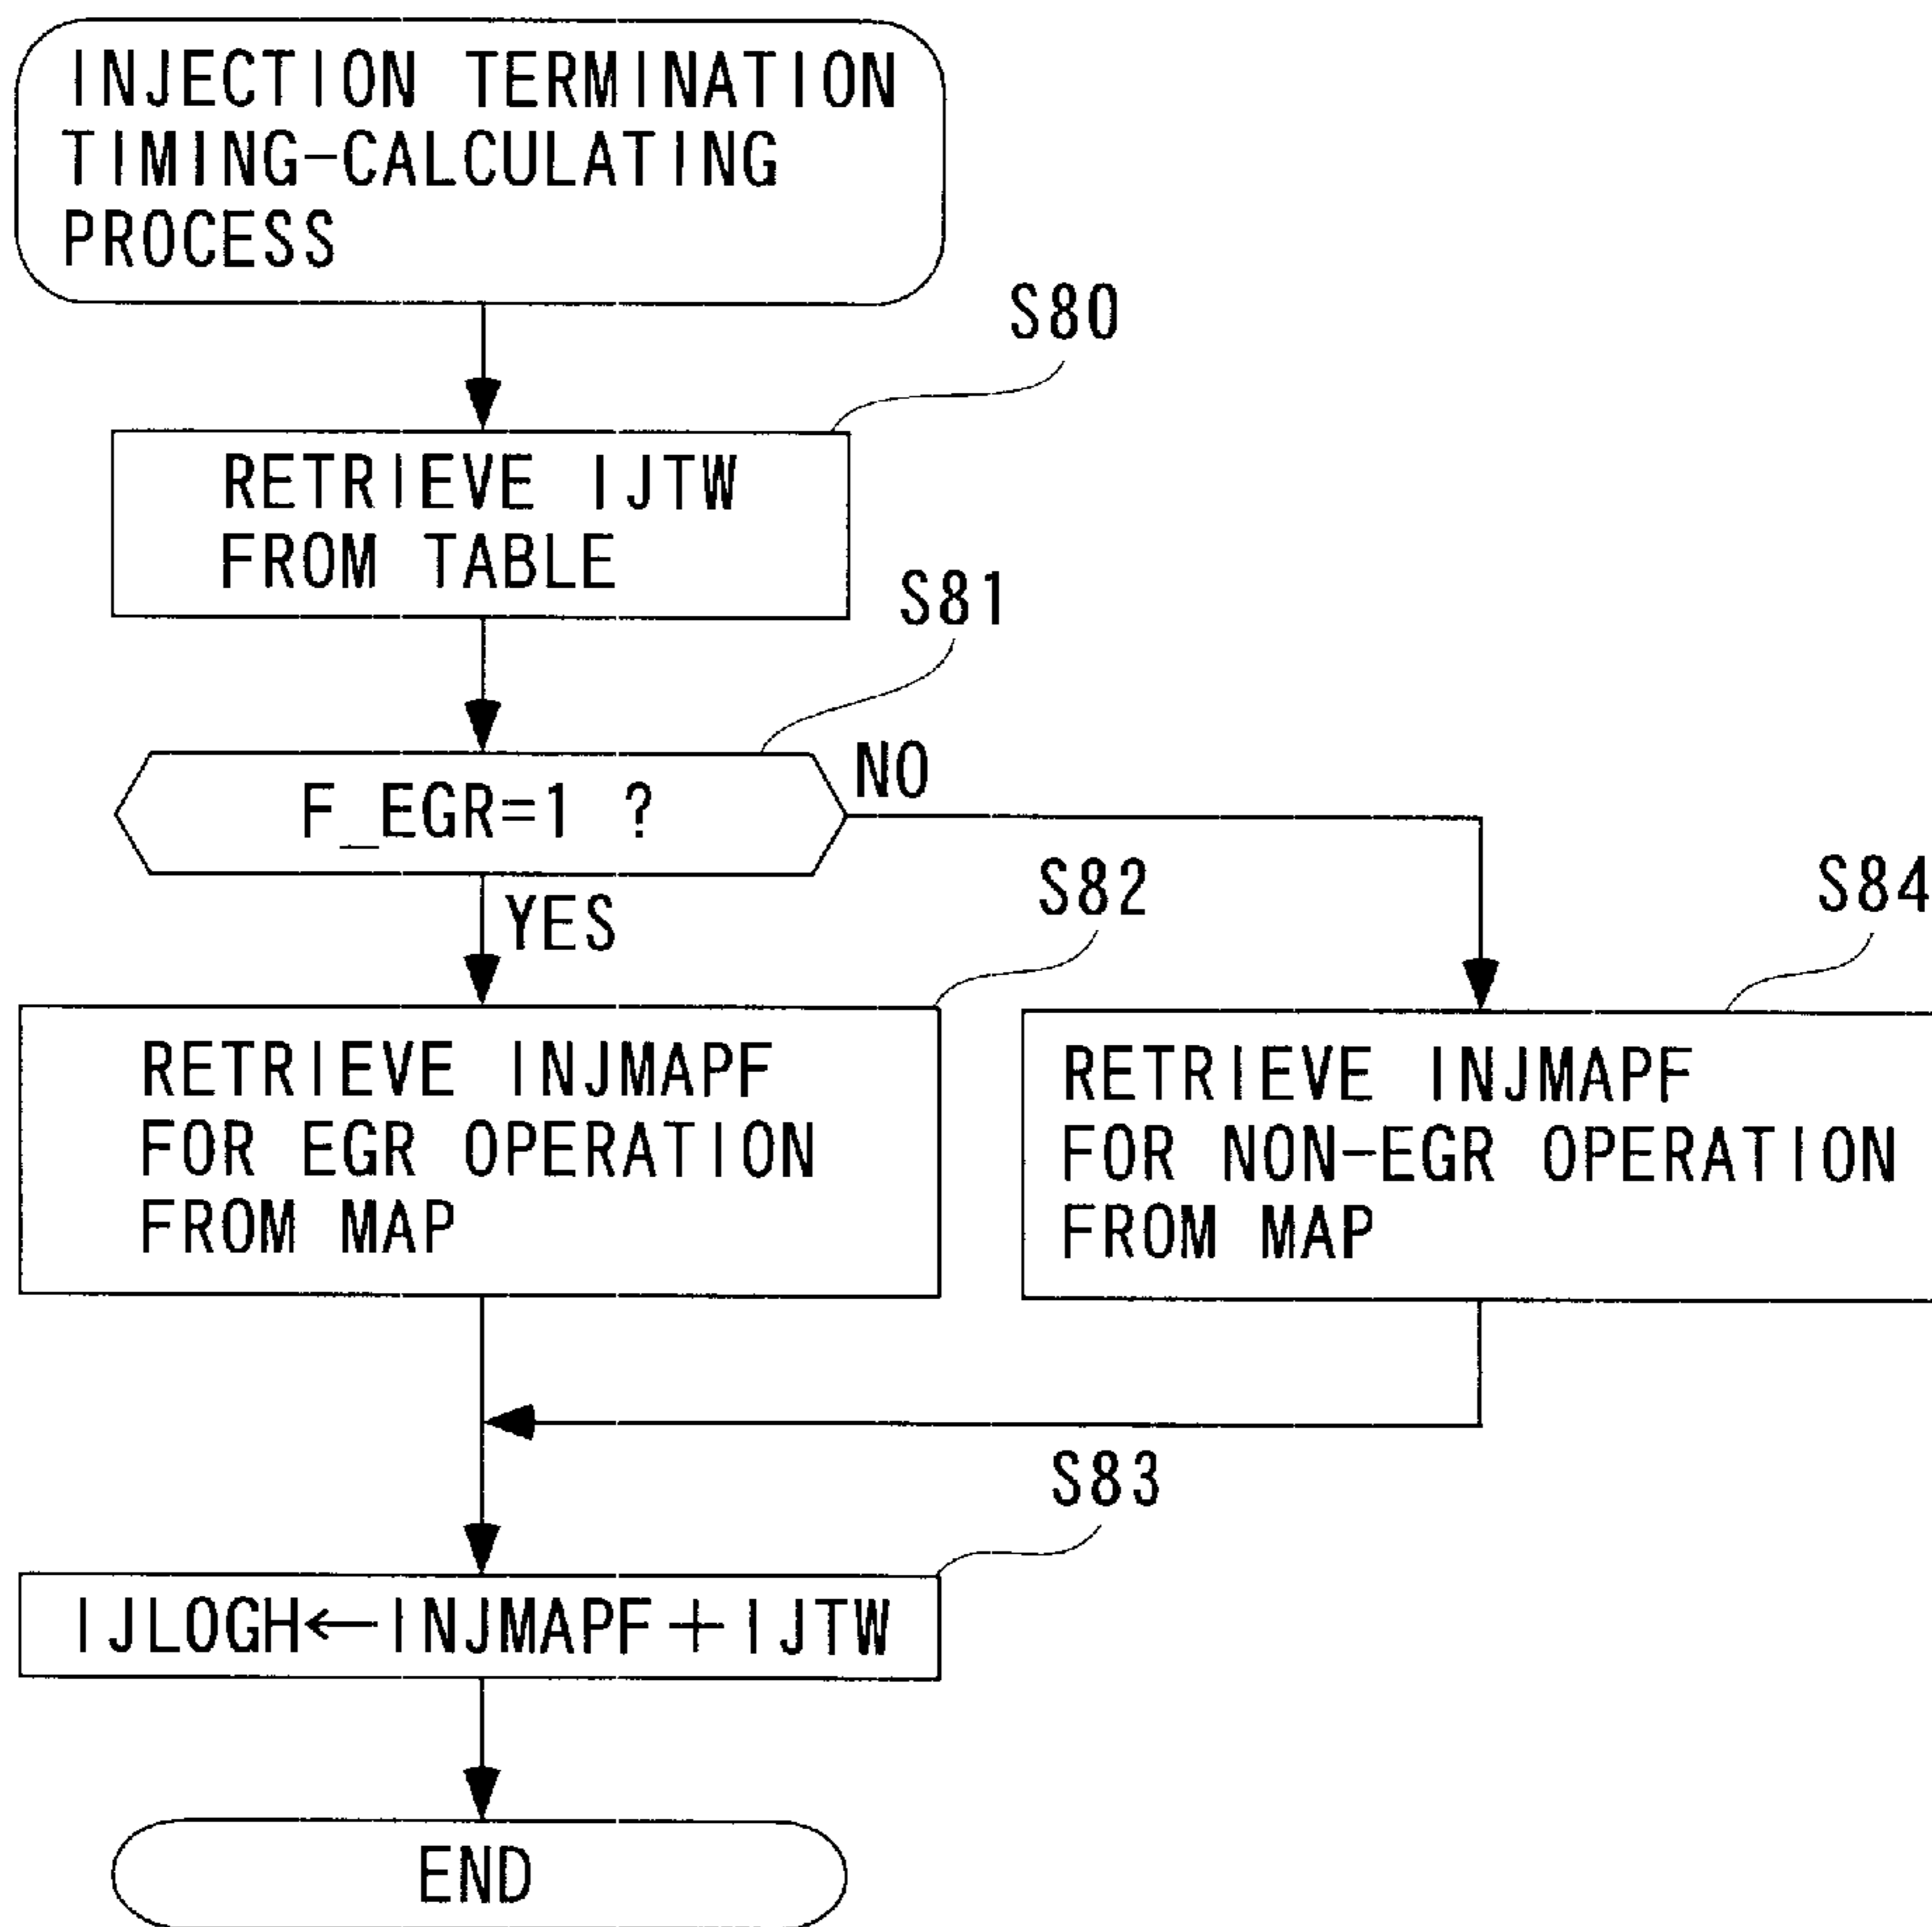 INJECTION TERMINATION
TIMING-CALCULATING
PROCESS
S80
RETRIEVE IJTW
FROM TABLE
S81
F_EGR=1 ?
NO
YES
S82
S84
RETRIEVE INJMAPF
FOR EGR OPERATION
FROM MAP
RETRIEVE INJMAPF
FOR NON-EGR OPERATION
FROM MAP
S83
IJLOGH←INJMAPF+IJTW
END